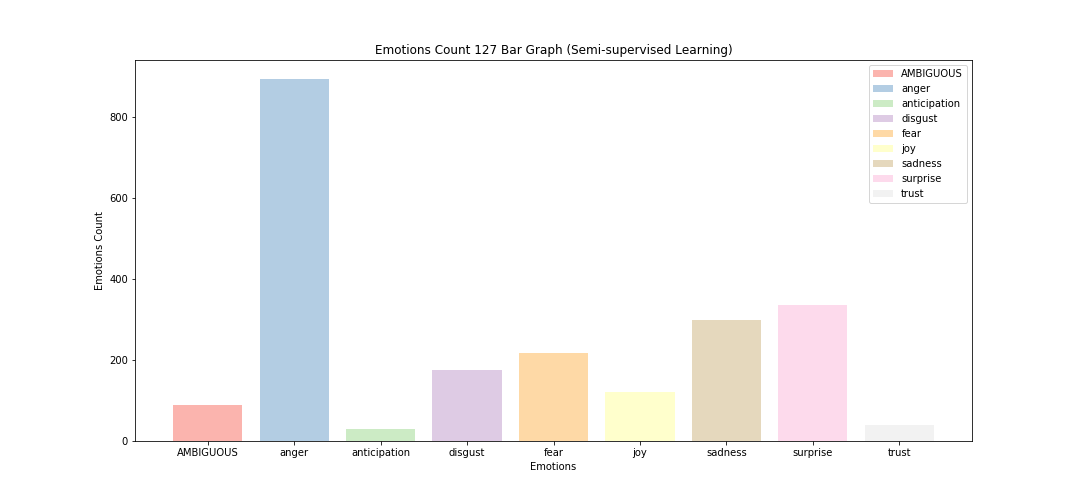 Emotions Count 127 Bar Graph (Semi-supervised Learning)
AMBIGUOUS
anger
anticipation
disgust
fear
joy
sadness
surprise
trust
Emotions Count
800
600
400
200
0
AMBIGUOUS anger anticipation disgust fear joy sadness surprise trust
Emotions